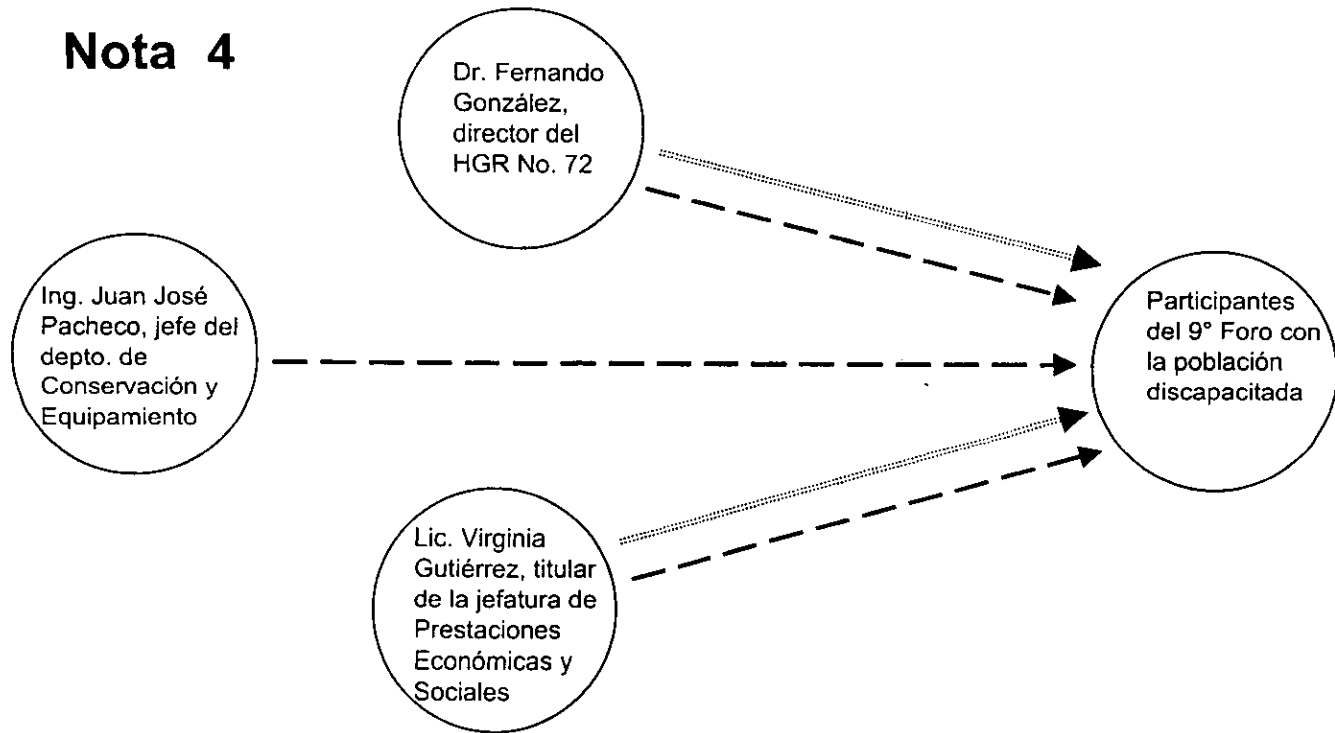 Nota 4
Dr. Fernando
González,
director del
HGR No. 72
Ing. Juan José
Pacheco, jefe del
depto. de
Conservación y
Equipamiento
Participantes
del 9° Foro con
la población
discapacitada
Lic. Virginia
Gutiérrez, titular
de la jefatura de
Prestaciones
Económicas y
Sociales